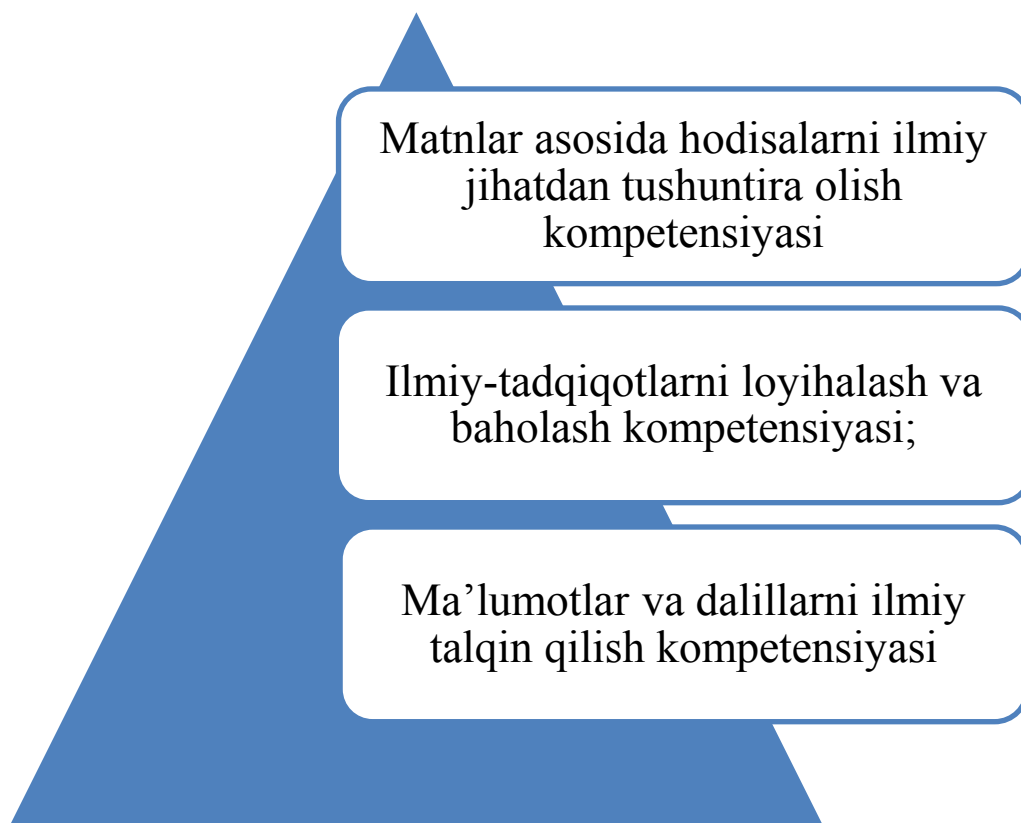 Matnlar asosida hodisalarni ilmiy
jihatdan tushuntira olish
kompetensiyasi
Ilmiy-tadqiqotlarni loyihalash va
baholash kompetensiyasi;
Ma’lumotlar va dalillarni ilmiy
talqin qilish kompetensiyasi